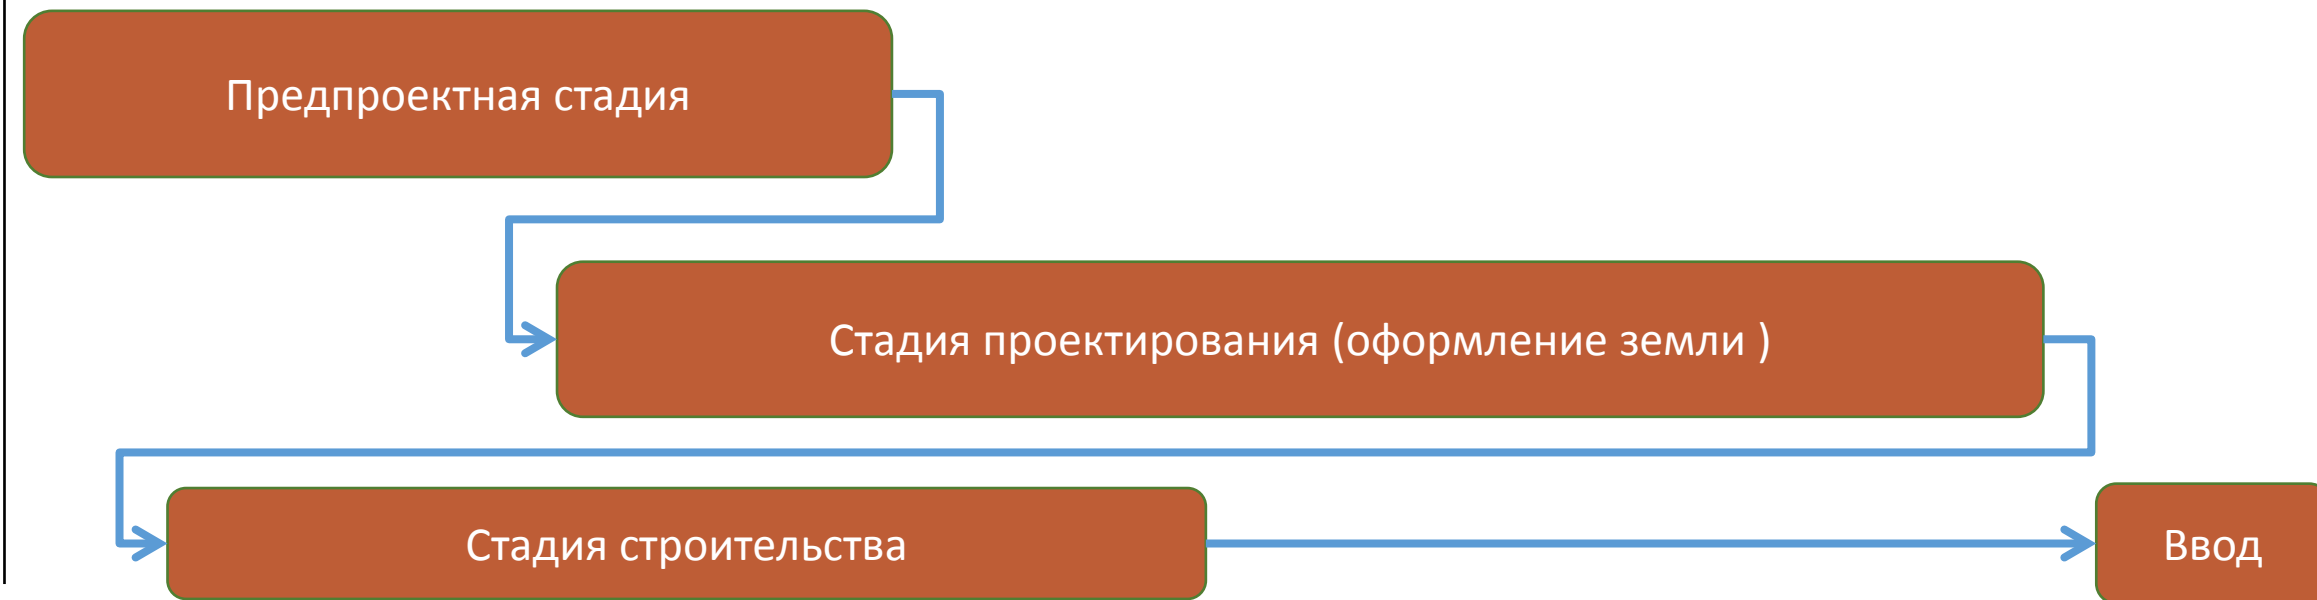 Предпроектная стадия
Стадия проектирования (оформление земли )
Стадия строительства
Ввод